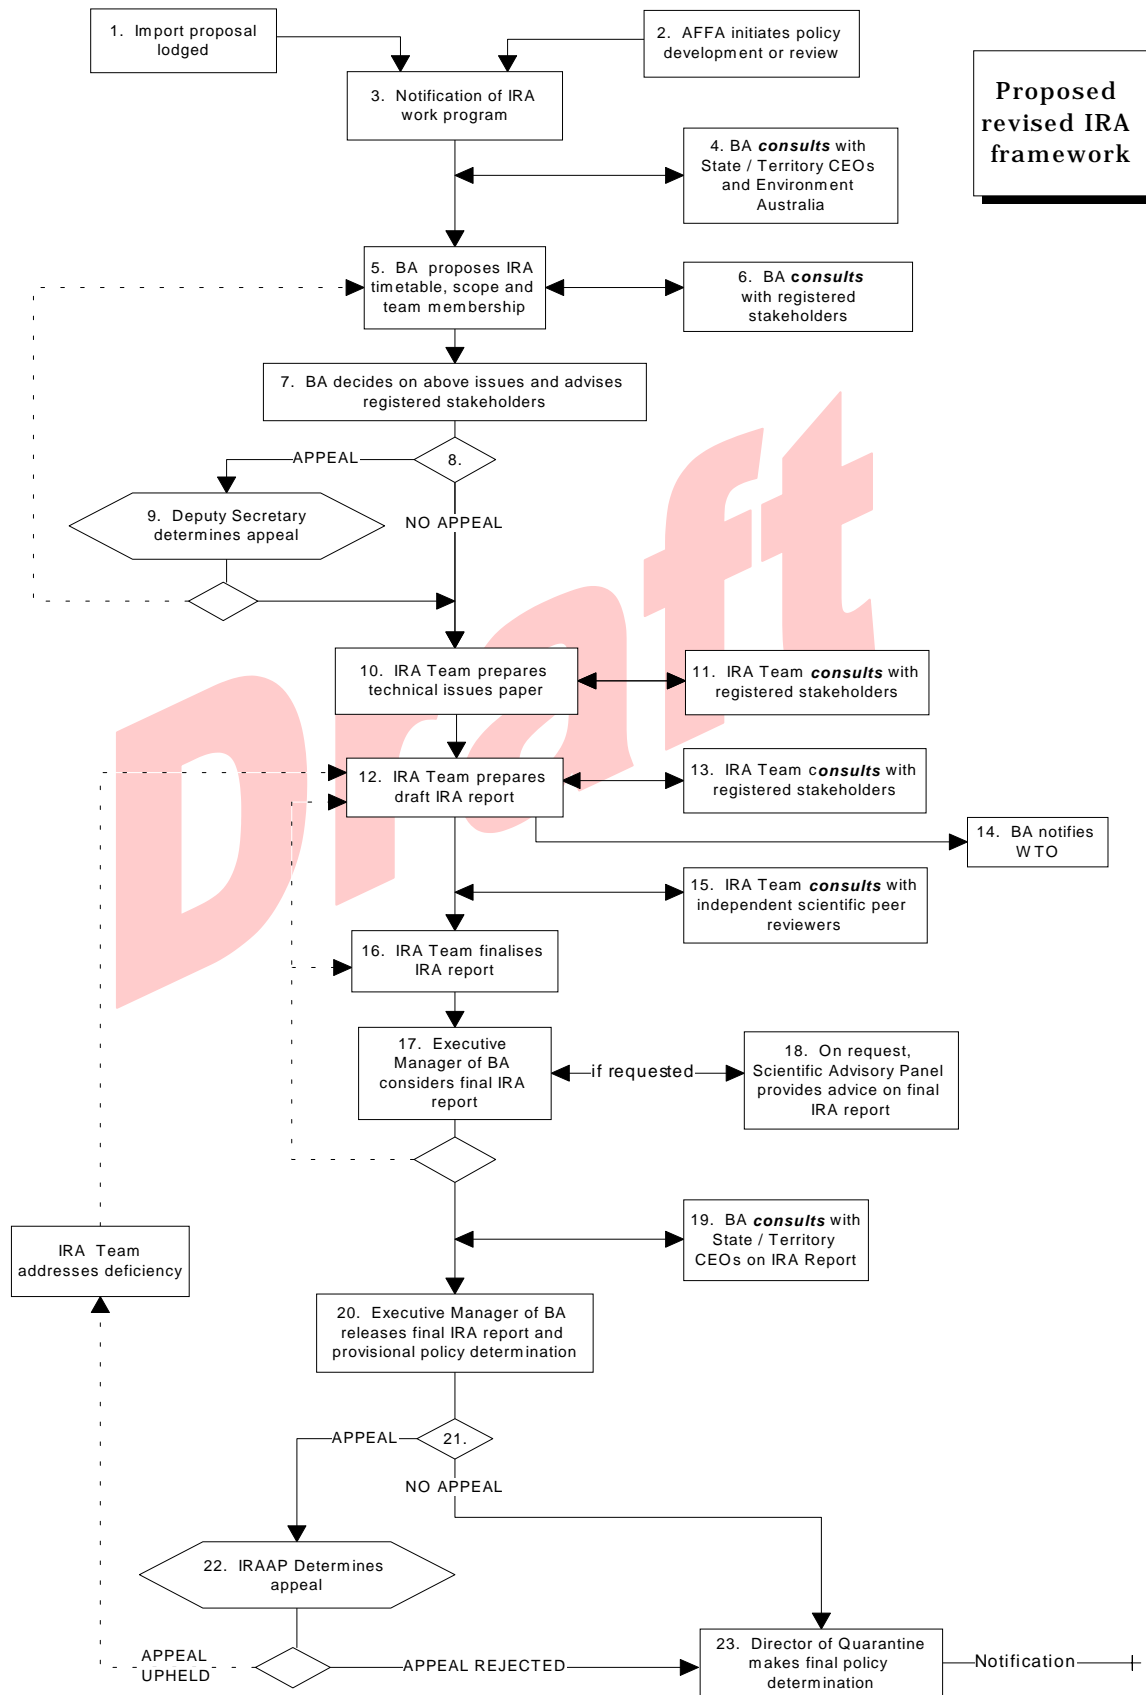 1. Import proposal
lodged
2. AFFA initiates policy
development or review
Proposed
revised IRA
framework
3. Notification of IRA
work program
4. BA consults with
State / Territory CEOs
and Environment
Australia
5. BA proposes IRA
timetable, scope and
team membership
6. BA consults
with registered
stakeholders
7. BA decides on above issues and advises
registered stakeholders
APPEAL
8.
9. Deputy Secretary
determines appeal
NO APPEAL
Draft
10. IRA Team prepares
technical issues paper
11. IRA Team consults with
registered stakeholders
12. IRA Team prepares
draft IRA report
13. IRA Team consults with
registered stakeholders
14. BA notifies
WTO
15. IRA Team consults with
independent scientific peer
reviewers
16. IRA Team finalises
IRA report
17. Executive
Manager of BA
considers final IRA
report
if requested
18. On request,
Scientific Advisory Panel
provides advice on final
IRA report
19. BA consults with
State / Territory
CEOs on IRA Report
IRA Team
addresses deficiency
20. Executive Manager of BA
releases final IRA report and
provisional policy determination
APPEAL
21.
NO APPEAL
22. IRAAP Determines
appeal
APPEAL
UPHELD
APPEAL REJECTED
23. Director of Quarantine
makes final policy
determination
Notification